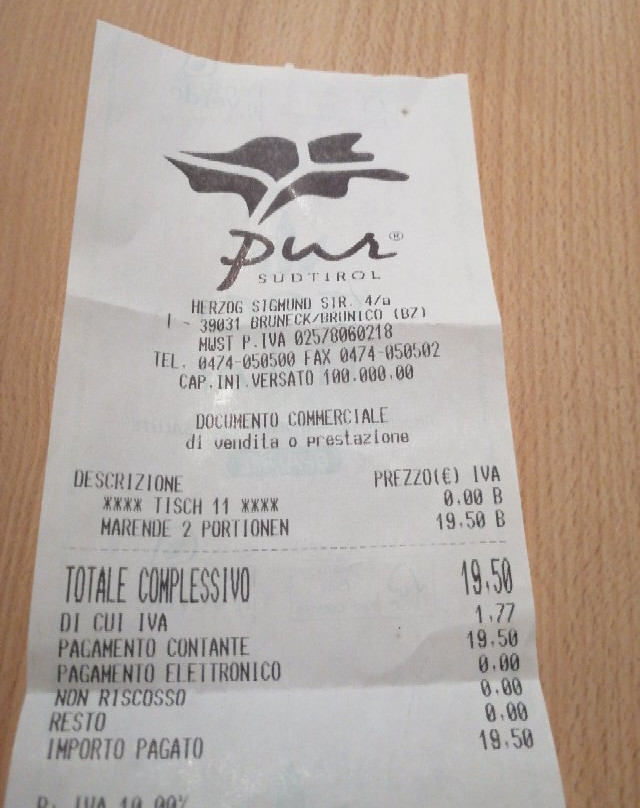 pur®
SÜDTIROL
HERZOG SIGMUND STR. 4/a
I - 39031 BRUNECK/BRUNICO (BZ)
MWST P.IVA 02578060218
TEL. 0474-050500 FAX 0474-050502
CAP.INI.VERSATO 100.000,00
DOCUMENTO COMMERCIALE
di vendita o prestazione
DESCRIZIONE PREZZO(€) IVA
**** TISCH 11 **** 0.00 B
MARENDE 2 PORTIONEN 19.50 B
TOTALE COMPLESSIVO 19,50
DI CUI IVA 1,77
PAGAMENTO CONTANTE 19.50
PAGAMENTO ELETTRONICO 0.00
NON RISCOSSO 0.00
RESTO 0.00
IMPORTO PAGATO 19.50
B: IVA 10.00%